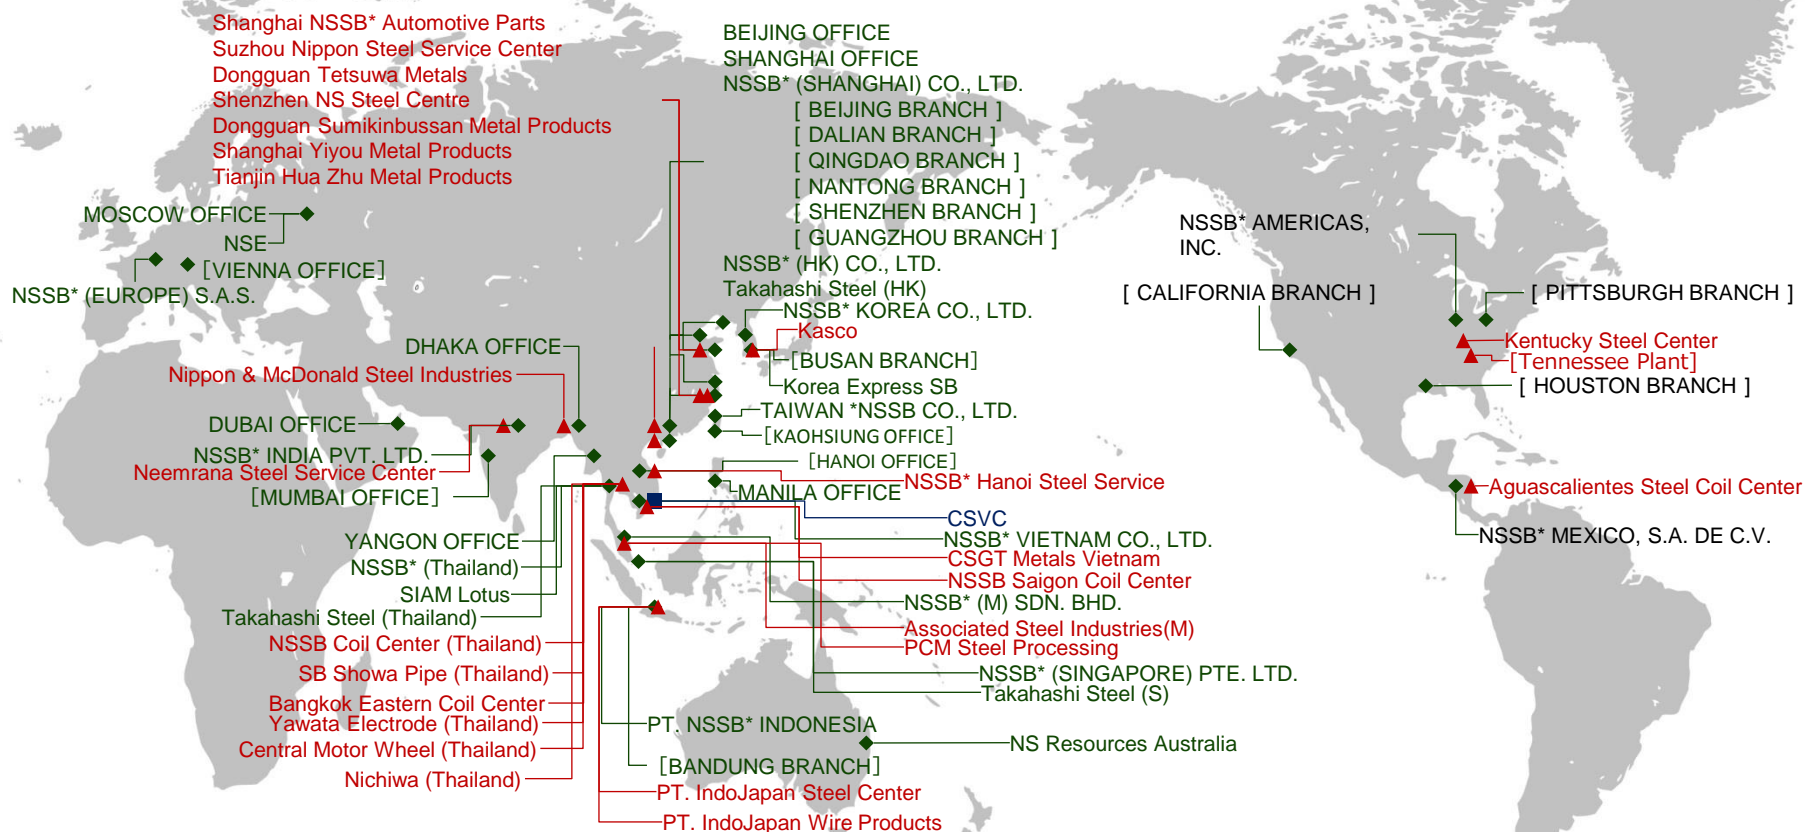 Shanghai NSSB* Automotive Parts
Suzhou Nippon Steel Service Center
Dongguan Tetsuwa Metals
Shenzhen NS Steel Centre
Dongguan Sumikinbussan Metal Products
Shanghai Yiyou Metal Products
Tianjin Hua Zhu Metal Products
MOSCOW OFFICE
NSE
[VIENNA OFFICE]
NSSB* (EUROPE) S.A.S.
BEIJING OFFICE
SHANGHAI OFFICE
NSSB* (SHANGHAI) CO., LTD.
[ BEIJING BRANCH ]
[ DALIAN BRANCH ]
[ QINGDAO BRANCH ]
[ NANTONG BRANCH ]
[ SHENZHEN BRANCH ]
[ GUANGZHOU BRANCH ]
NSSB* (HK) CO., LTD.
Takahashi Steel (HK)
NSSB* KOREA CO., LTD.
Kasco
[BUSAN BRANCH]
Korea Express SB
TAIWAN *NSSB CO., LTD.
[KAOHSIUNG OFFICE]
[HANOI OFFICE]
NSSB* Hanoi Steel Service
MANILA OFFICE
CSVC
NSSB* VIETNAM CO., LTD.
CSGT Metals Vietnam
NSSB Saigon Coil Center
NSSB* (M) SDN. BHD.
Associated Steel Industries(M)
PCM Steel Processing
NSSB* (SINGAPORE) PTE. LTD.
Takahashi Steel (S)
DHAKA OFFICE
Nippon & McDonald Steel Industries
DUBAI OFFICE
NSSB* INDIA PVT. LTD.
Neemrana Steel Service Center
[MUMBAI OFFICE]
YANGON OFFICE
NSSB* (Thailand)
SIAM Lotus
Takahashi Steel (Thailand)
NSSB Coil Center (Thailand)
SB Showa Pipe (Thailand)
Bangkok Eastern Coil Center
Yawata Electrode (Thailand)
Central Motor Wheel (Thailand)
Nichiwa (Thailand)
PT. NSSB* INDONESIA
[BANDUNG BRANCH]
PT. IndoJapan Steel Center
PT. IndoJapan Wire Products
NS Resources Australia
NSSB* AMERICAS,
INC.
[ CALIFORNIA BRANCH ]
[ PITTSBURGH BRANCH ]
Kentucky Steel Center
[Tennessee Plant]
[ HOUSTON BRANCH ]
Aguascalientes Steel Coil Center
NSSB* MEXICO, S.A. DE C.V.